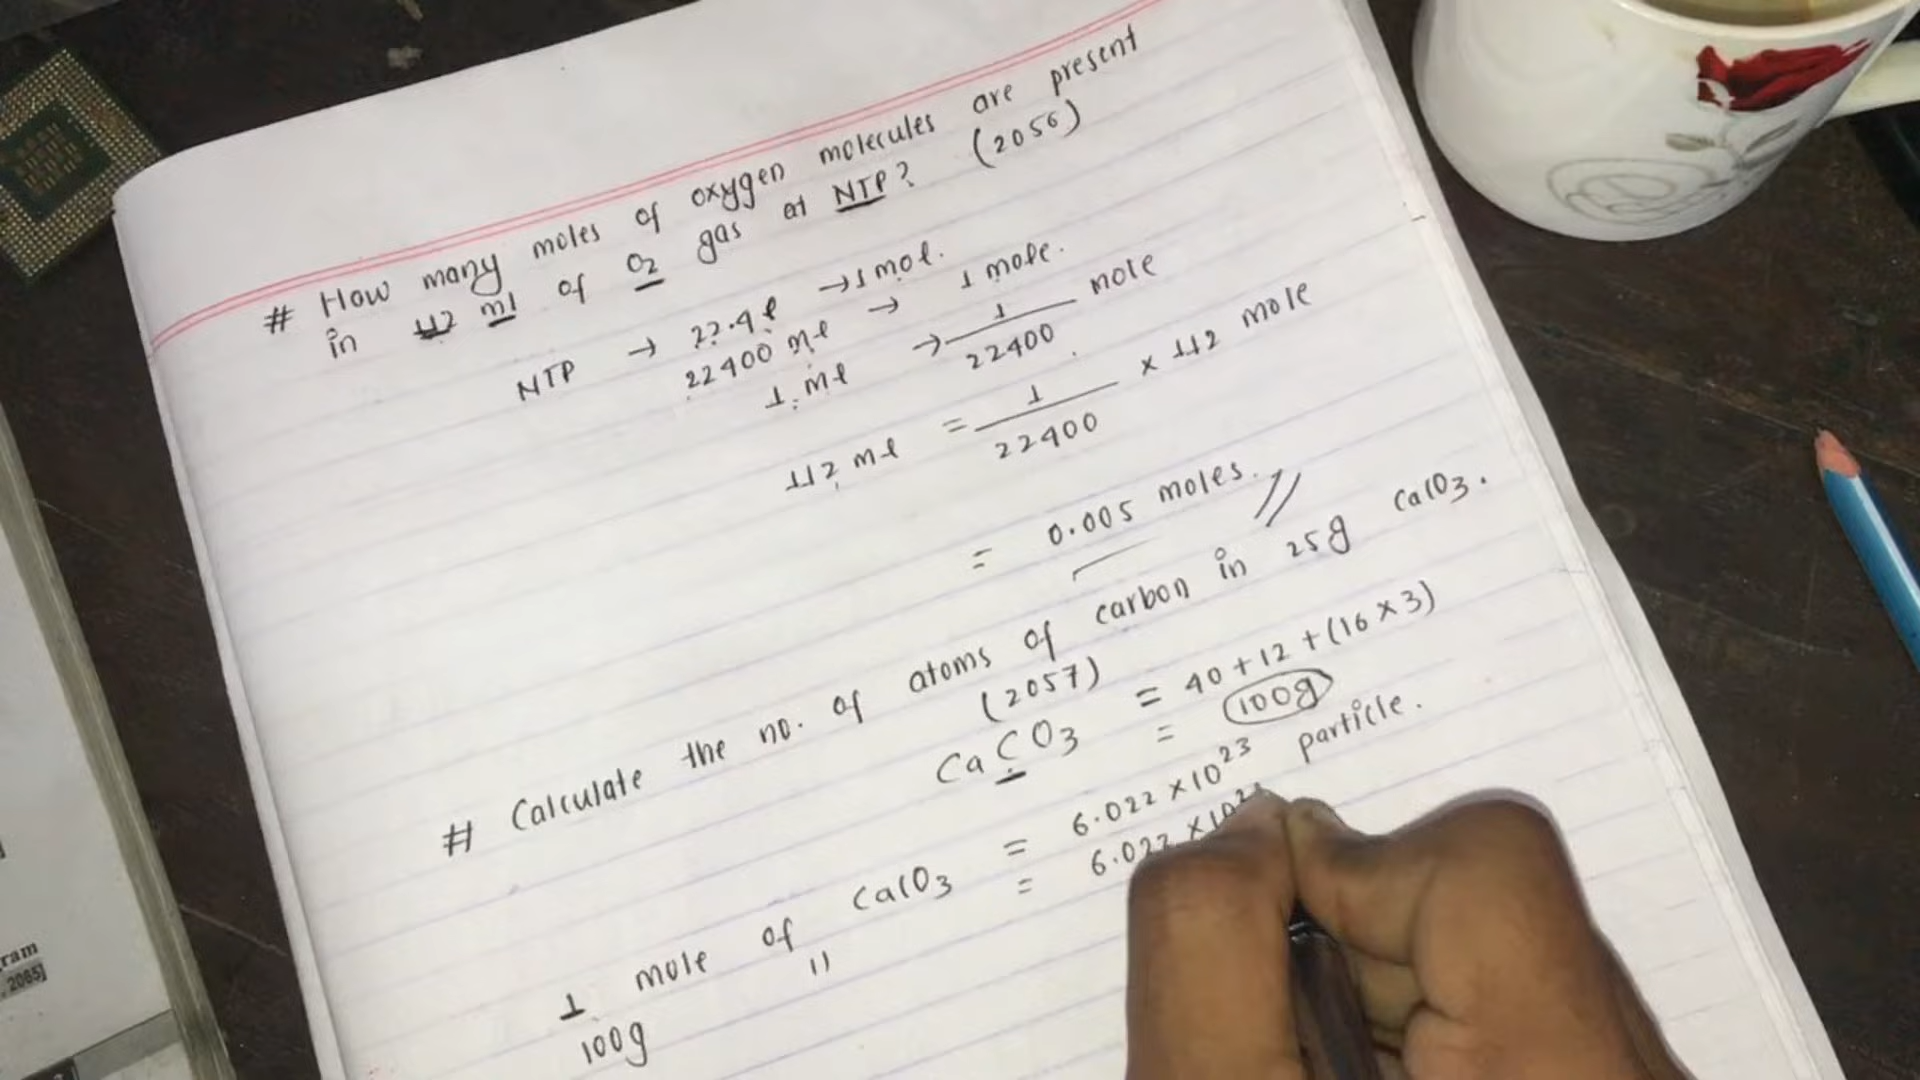 # How many moles of oxygen molecules are present
in 112 ml of O2 gas at NTP? (2056)
NTP → 22.4 l → 1 mol.
22400 ml → 1 mole.
1 ml → 1/22400 mole
112 ml = 1/22400 × 112 mole
= 0.005 moles. //
# Calculate the no. of atoms of carbon in 25g CaCO3.
(2057)
CaCO3 = 40 + 12 + (16 × 3)
= 100g
1 mole of CaCO3 = 6.022 × 10^23 particle.
100g " = 6.022 × 10
ram
2065]